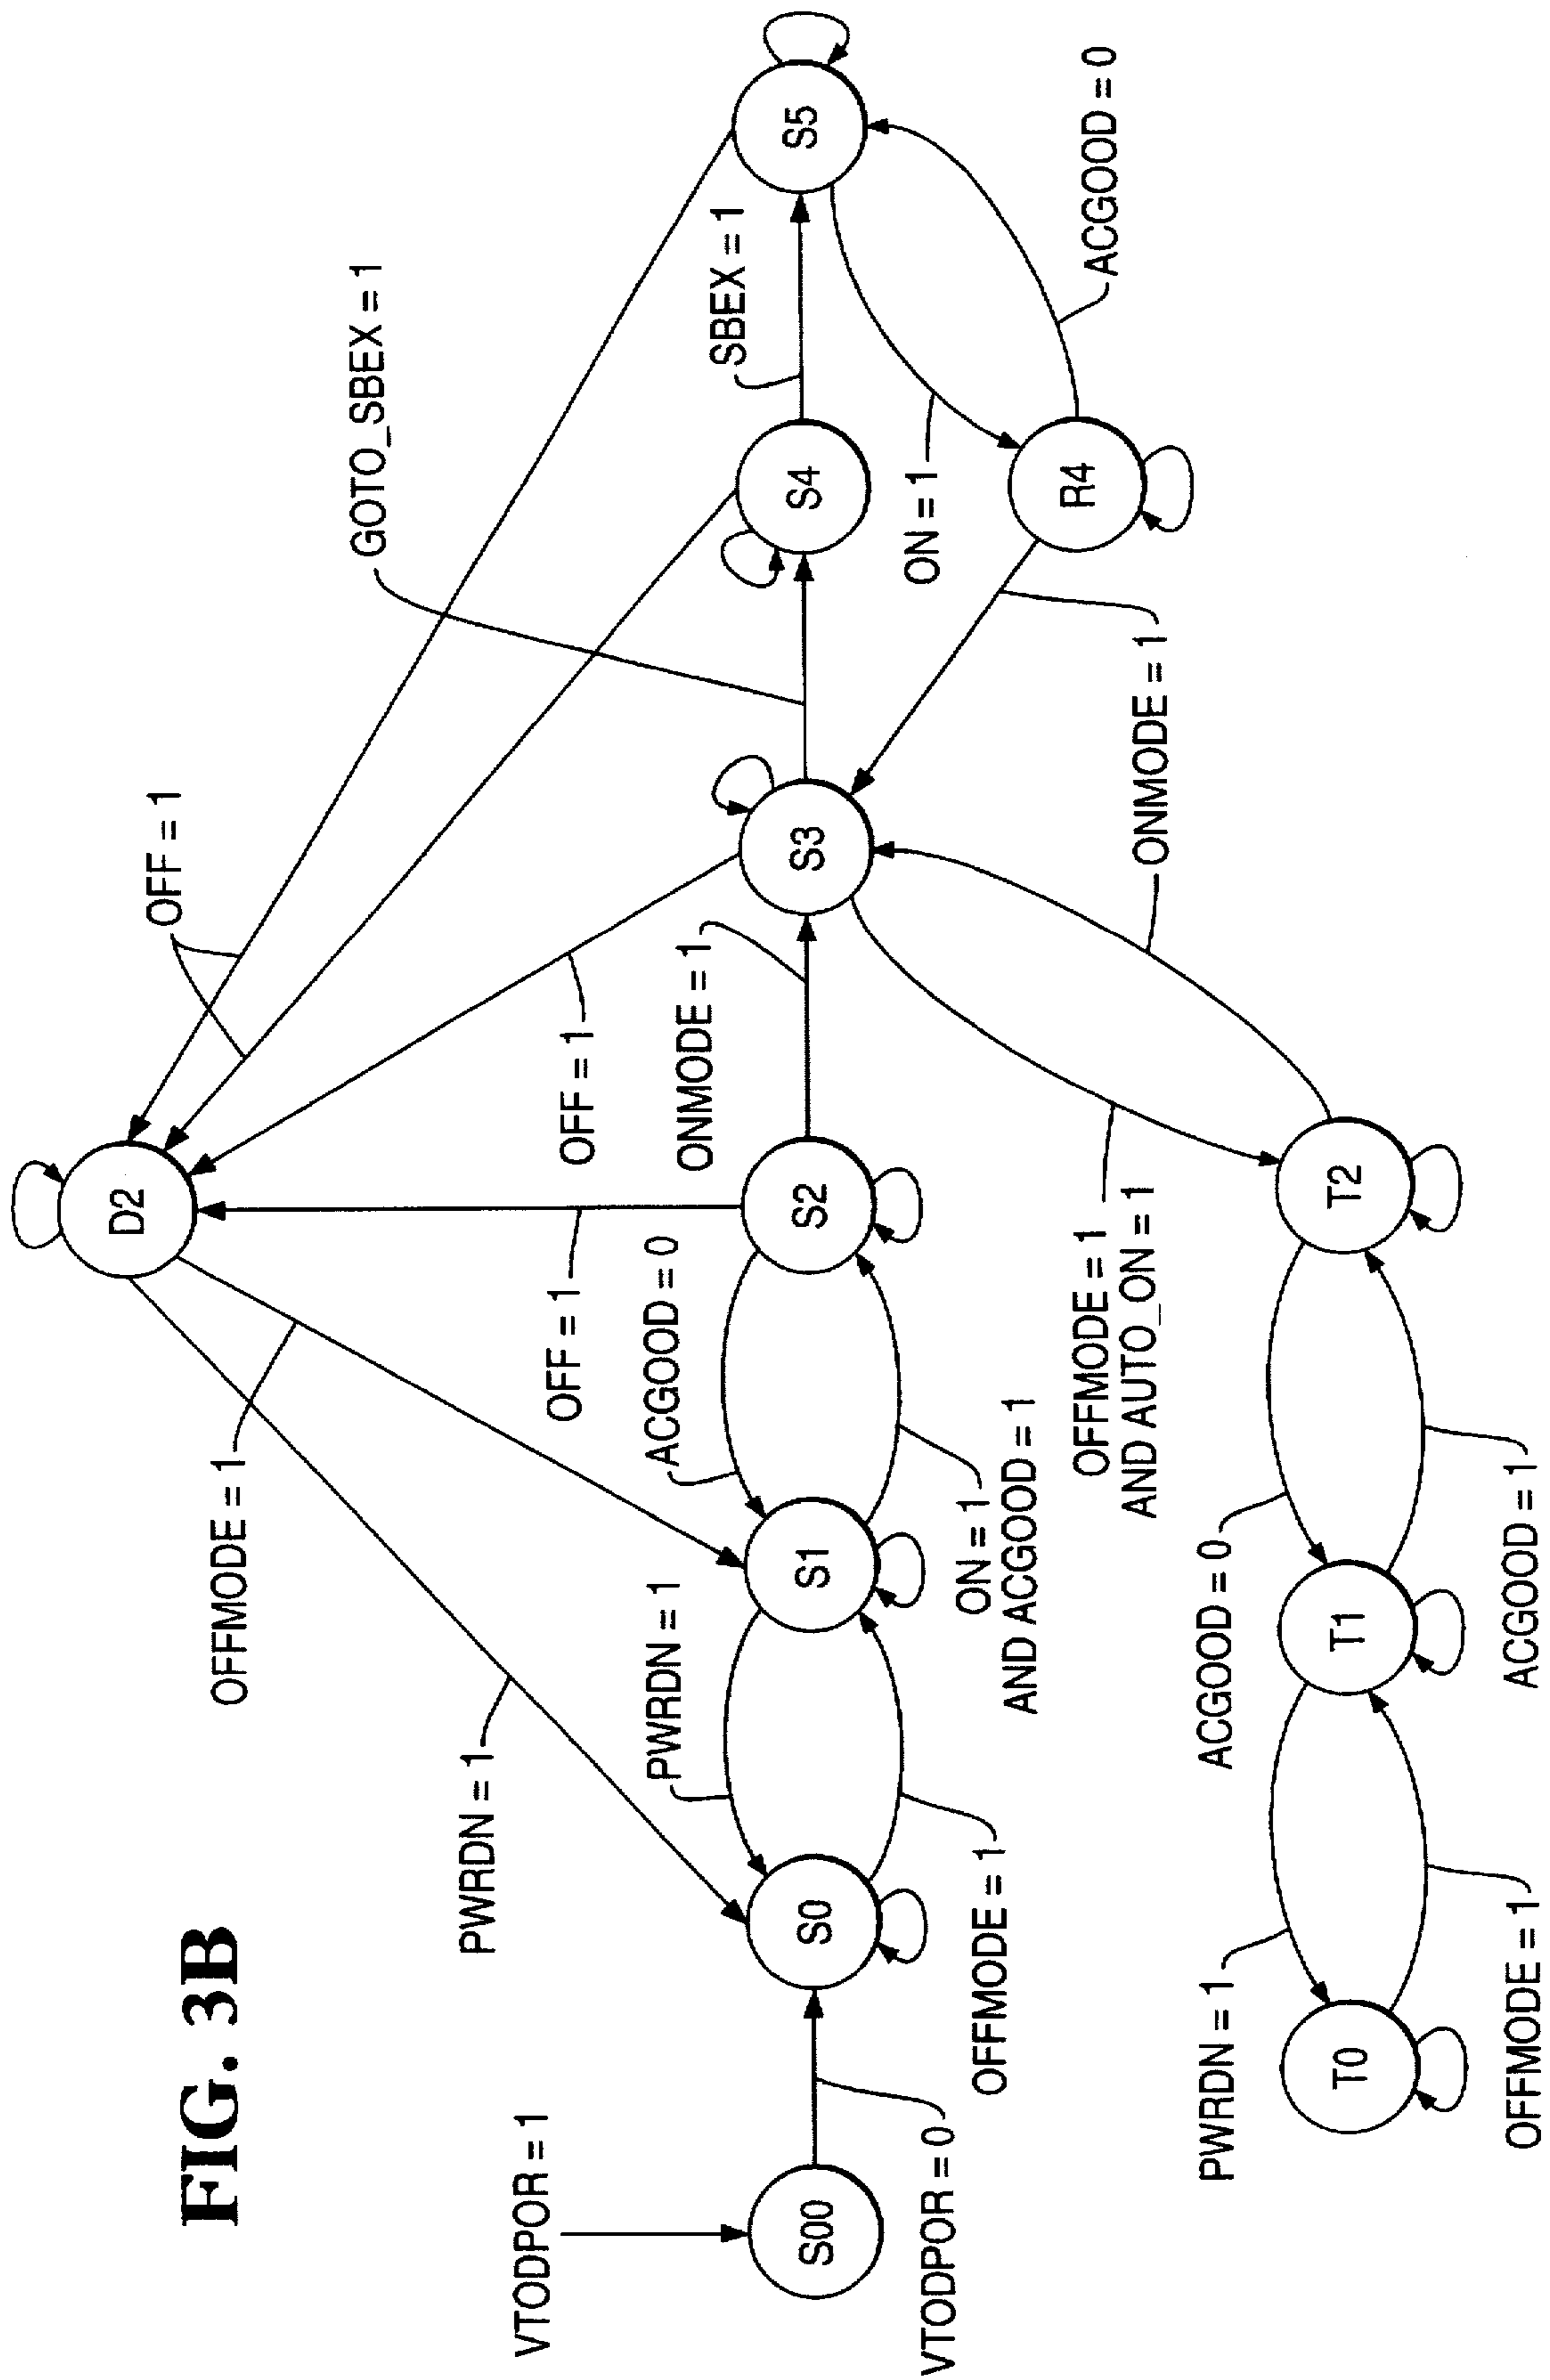 FIG. 3B
D2
OFF = 1
GOTO_SBEX = 1
OFFMODE = 1
PWRDN = 1
OFF = 1
OFF = 1
VTODPOR = 1
PWRDN = 1
ACGOOD = 0
ONMODE = 1
SBEX = 1
S00
S0
S1
S2
S3
S4
S5
VTODPOR = 0
OFFMODE = 1
ON = 1
AND ACGOOD = 1
ON = 1
R4
ACGOOD = 0
OFFMODE = 1
AND AUTO_ON = 1
ONMODE = 1
PWRDN = 1
ACGOOD = 0
T0
T1
T2
OFFMODE = 1
ACGOOD = 1